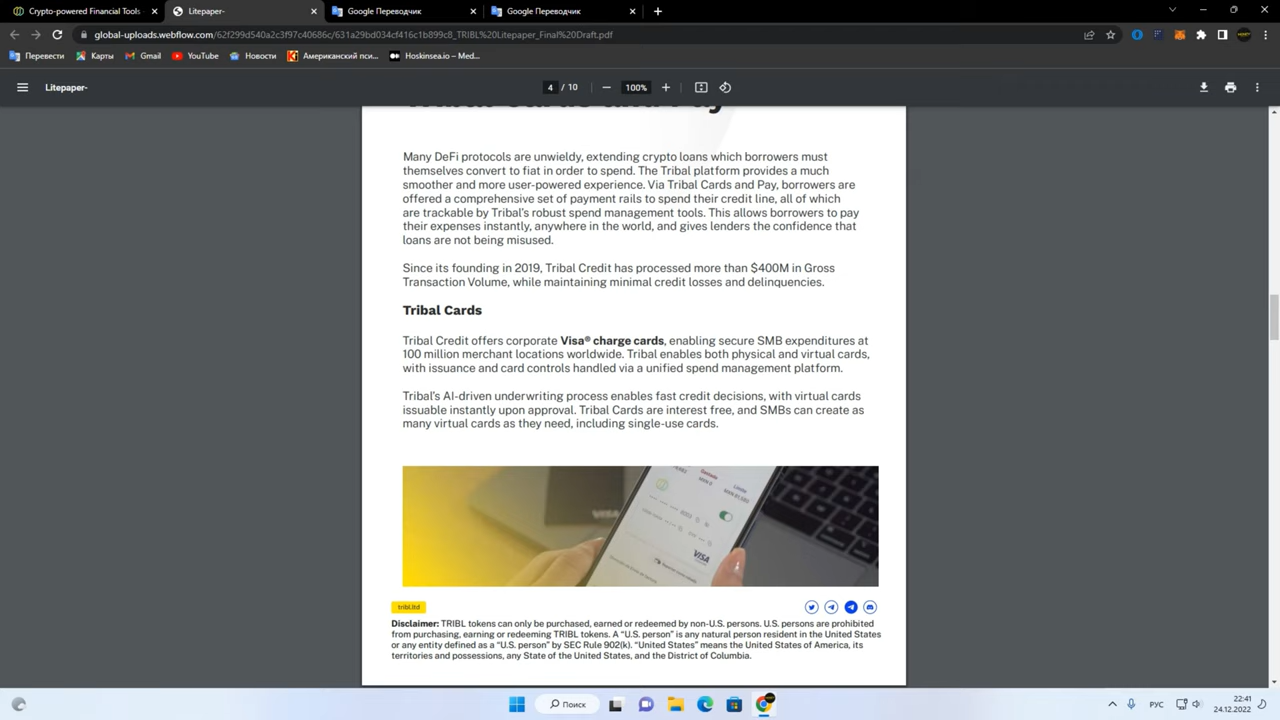 Crypto-powered Financial Tools -
Litepaper-
Google Переводчик
Google Переводчик
global-uploads.webflow.com/62f299d540a2c3f97c40686c/631a29bd034cf416c1b899c8_TRIBL%20Litepaper_Final%20Draft.pdf
Перевести
Карты
Gmail
YouTube
Новости
Американский пси...
Hoskinsea.io – Med...
Litepaper-
4 / 10
100%
Many DeFi protocols are unwieldy, extending crypto loans which borrowers must
themselves convert to fiat in order to spend. The Tribal platform provides a much
smoother and more user-powered experience. Via Tribal Cards and Pay, borrowers are
offered a comprehensive set of payment rails to spend their credit line, all of which
are trackable by Tribal's robust spend management tools. This allows borrowers to pay
their expenses instantly, anywhere in the world, and gives lenders the confidence that
loans are not being misused.
Since its founding in 2019, Tribal Credit has processed more than $400M in Gross
Transaction Volume, while maintaining minimal credit losses and delinquencies.
Tribal Cards
Tribal Credit offers corporate Visa® charge cards, enabling secure SMB expenditures at
100 million merchant locations worldwide. Tribal enables both physical and virtual cards,
with issuance and card controls handled via a unified spend management platform.
Tribal's AI-driven underwriting process enables fast credit decisions, with virtual cards
issuable instantly upon approval. Tribal Cards are interest free, and SMBs can create as
many virtual cards as they need, including single-use cards.
VISA
VISA
tribl.ltd
Disclaimer: TRIBL tokens can only be purchased, earned or redeemed by non-U.S. persons. U.S. persons are prohibited
from purchasing, earning or redeeming TRIBL tokens. A “U.S. person” is any natural person resident in the United States
or any entity defined as a “U.S. person” by SEC Rule 902(k). “United States” means the United States of America, its
territories and possessions, any State of the United States, and the District of Columbia.
Поиск
РУС
22:41
24.12.2022